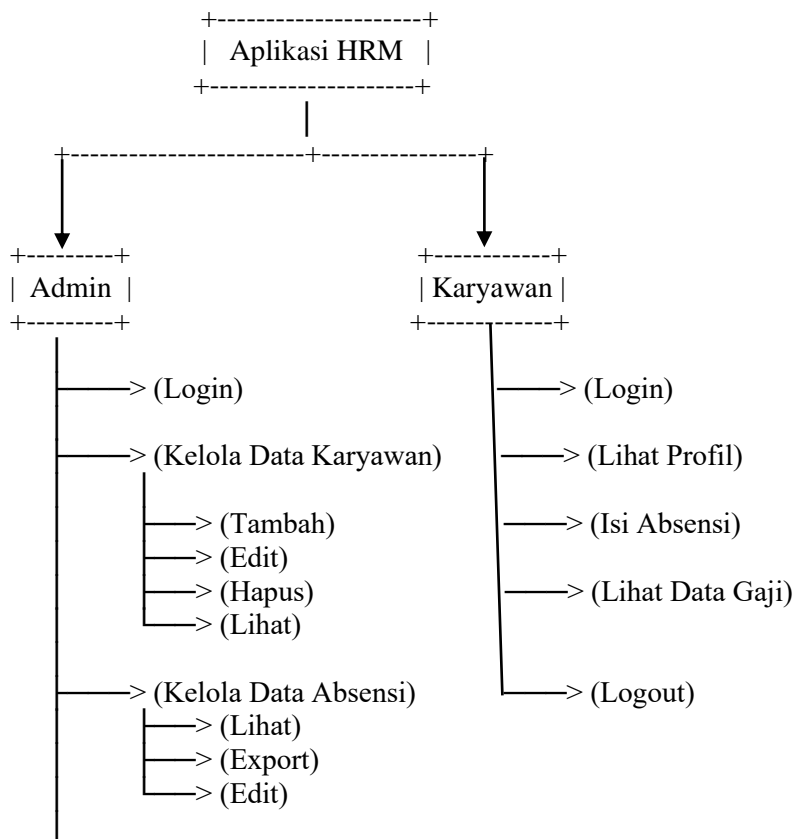 Aplikasi HRM
Admin
Karyawan
(Login)
(Kelola Data Karyawan)
(Tambah)
(Edit)
(Hapus)
(Lihat)
(Kelola Data Absensi)
(Lihat)
(Export)
(Edit)
(Login)
(Lihat Profil)
(Isi Absensi)
(Lihat Data Gaji)
(Logout)